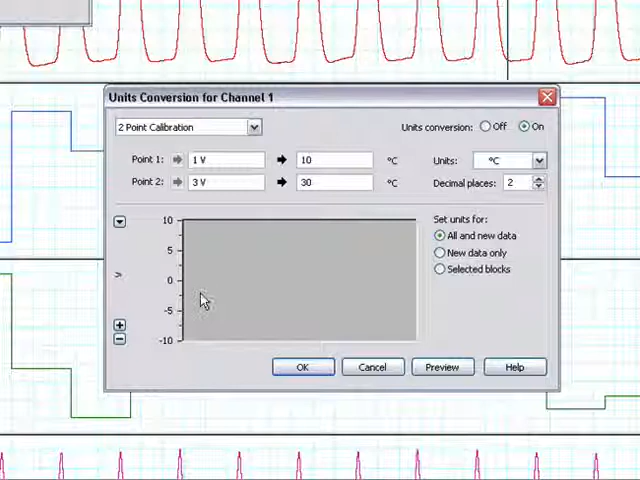 Units Conversion for Channel 1
2 Point Calibration
Units conversion: Off On
Point 1: 1 V 10 °C Units: °C
Point 2: 3 V 30 °C Decimal places: 2
Set units for:
10
All and new data
5
New data only
V 0
Selected blocks
-5
-10
OK Cancel Preview Help